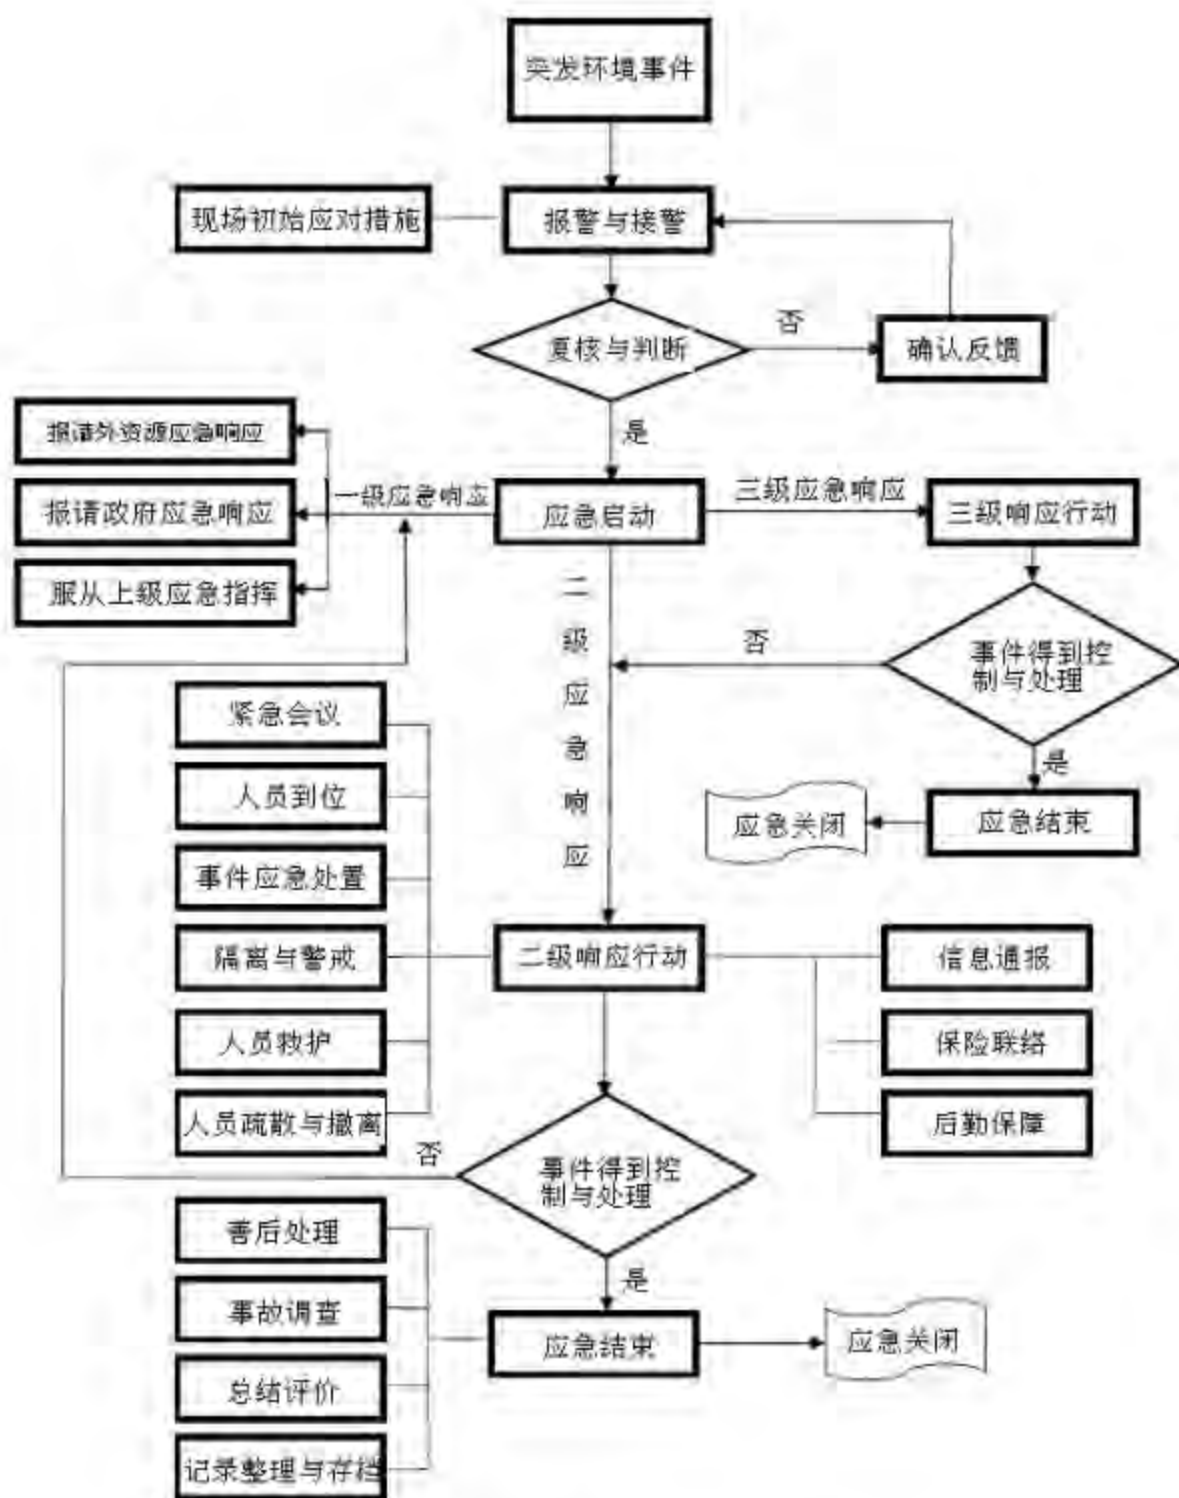 突发环境事件
现场初始应对措施
报警与接警
复核与判断
否
确认反馈
是
报请外资源应急响应
报请政府应急响应
服从上级应急指挥
一级应急响应
应急启动
三级应急响应
三级响应行动
二级应急响应
否
事件得到控
制与处理
是
应急结束
应急关闭
紧急会议
人员到位
事件应急处置
隔离与警戒
人员救护
人员疏散与撤离
二级响应行动
信息通报
保险联络
后勤保障
否
事件得到控
制与处理
是
善后处理
事故调查
总结评价
记录整理与存档
应急结束
应急关闭